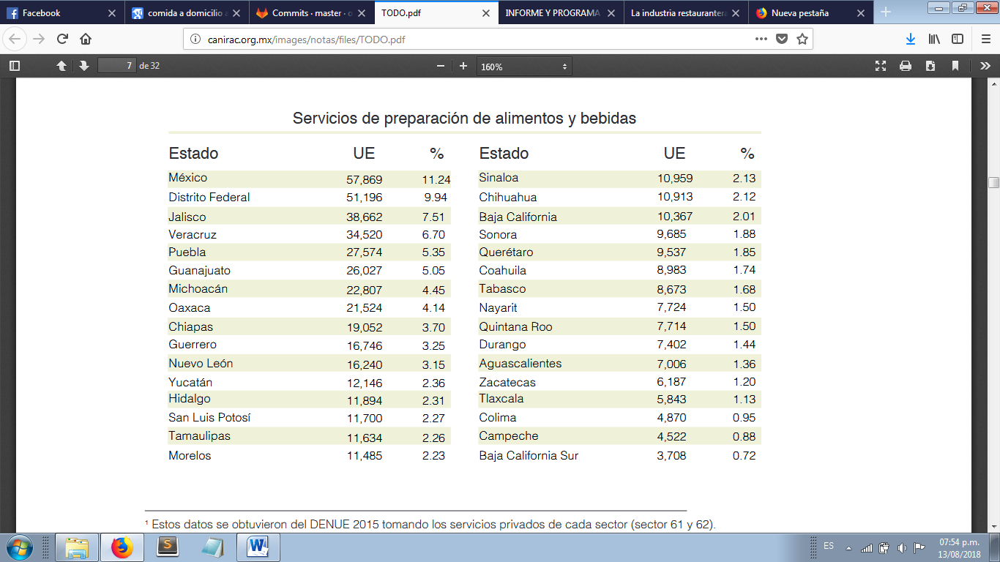 Facebook
comida a domicilio a
Commits · master · o
TODO.pdf
INFORME Y PROGRAMA
La industria restaurantera
Nueva pestaña
canirac.org.mx/images/notas/files/TODO.pdf
7 de 32
160%
Servicios de preparación de alimentos y bebidas
Estado UE % Estado UE %
México 57,869 11.24 Sinaloa 10,959 2.13
Distrito Federal 51,196 9.94 Chihuahua 10,913 2.12
Jalisco 38,662 7.51 Baja California 10,367 2.01
Veracruz 34,520 6.70 Sonora 9,685 1.88
Puebla 27,574 5.35 Querétaro 9,537 1.85
Guanajuato 26,027 5.05 Coahuila 8,983 1.74
Michoacán 22,807 4.45 Tabasco 8,673 1.68
Oaxaca 21,524 4.14 Nayarit 7,724 1.50
Chiapas 19,052 3.70 Quintana Roo 7,714 1.50
Guerrero 16,746 3.25 Durango 7,402 1.44
Nuevo León 16,240 3.15 Aguascalientes 7,006 1.36
Yucatán 12,146 2.36 Zacatecas 6,187 1.20
Hidalgo 11,894 2.31 Tlaxcala 5,843 1.13
San Luis Potosí 11,700 2.27 Colima 4,870 0.95
Tamaulipas 11,634 2.26 Campeche 4,522 0.88
Morelos 11,485 2.23 Baja California Sur 3,708 0.72
¹ Estos datos se obtuvieron del DENUE 2015 tomando los servicios privados de cada sector (sector 61 y 62).
ES
07:54 p.m.
13/08/2018